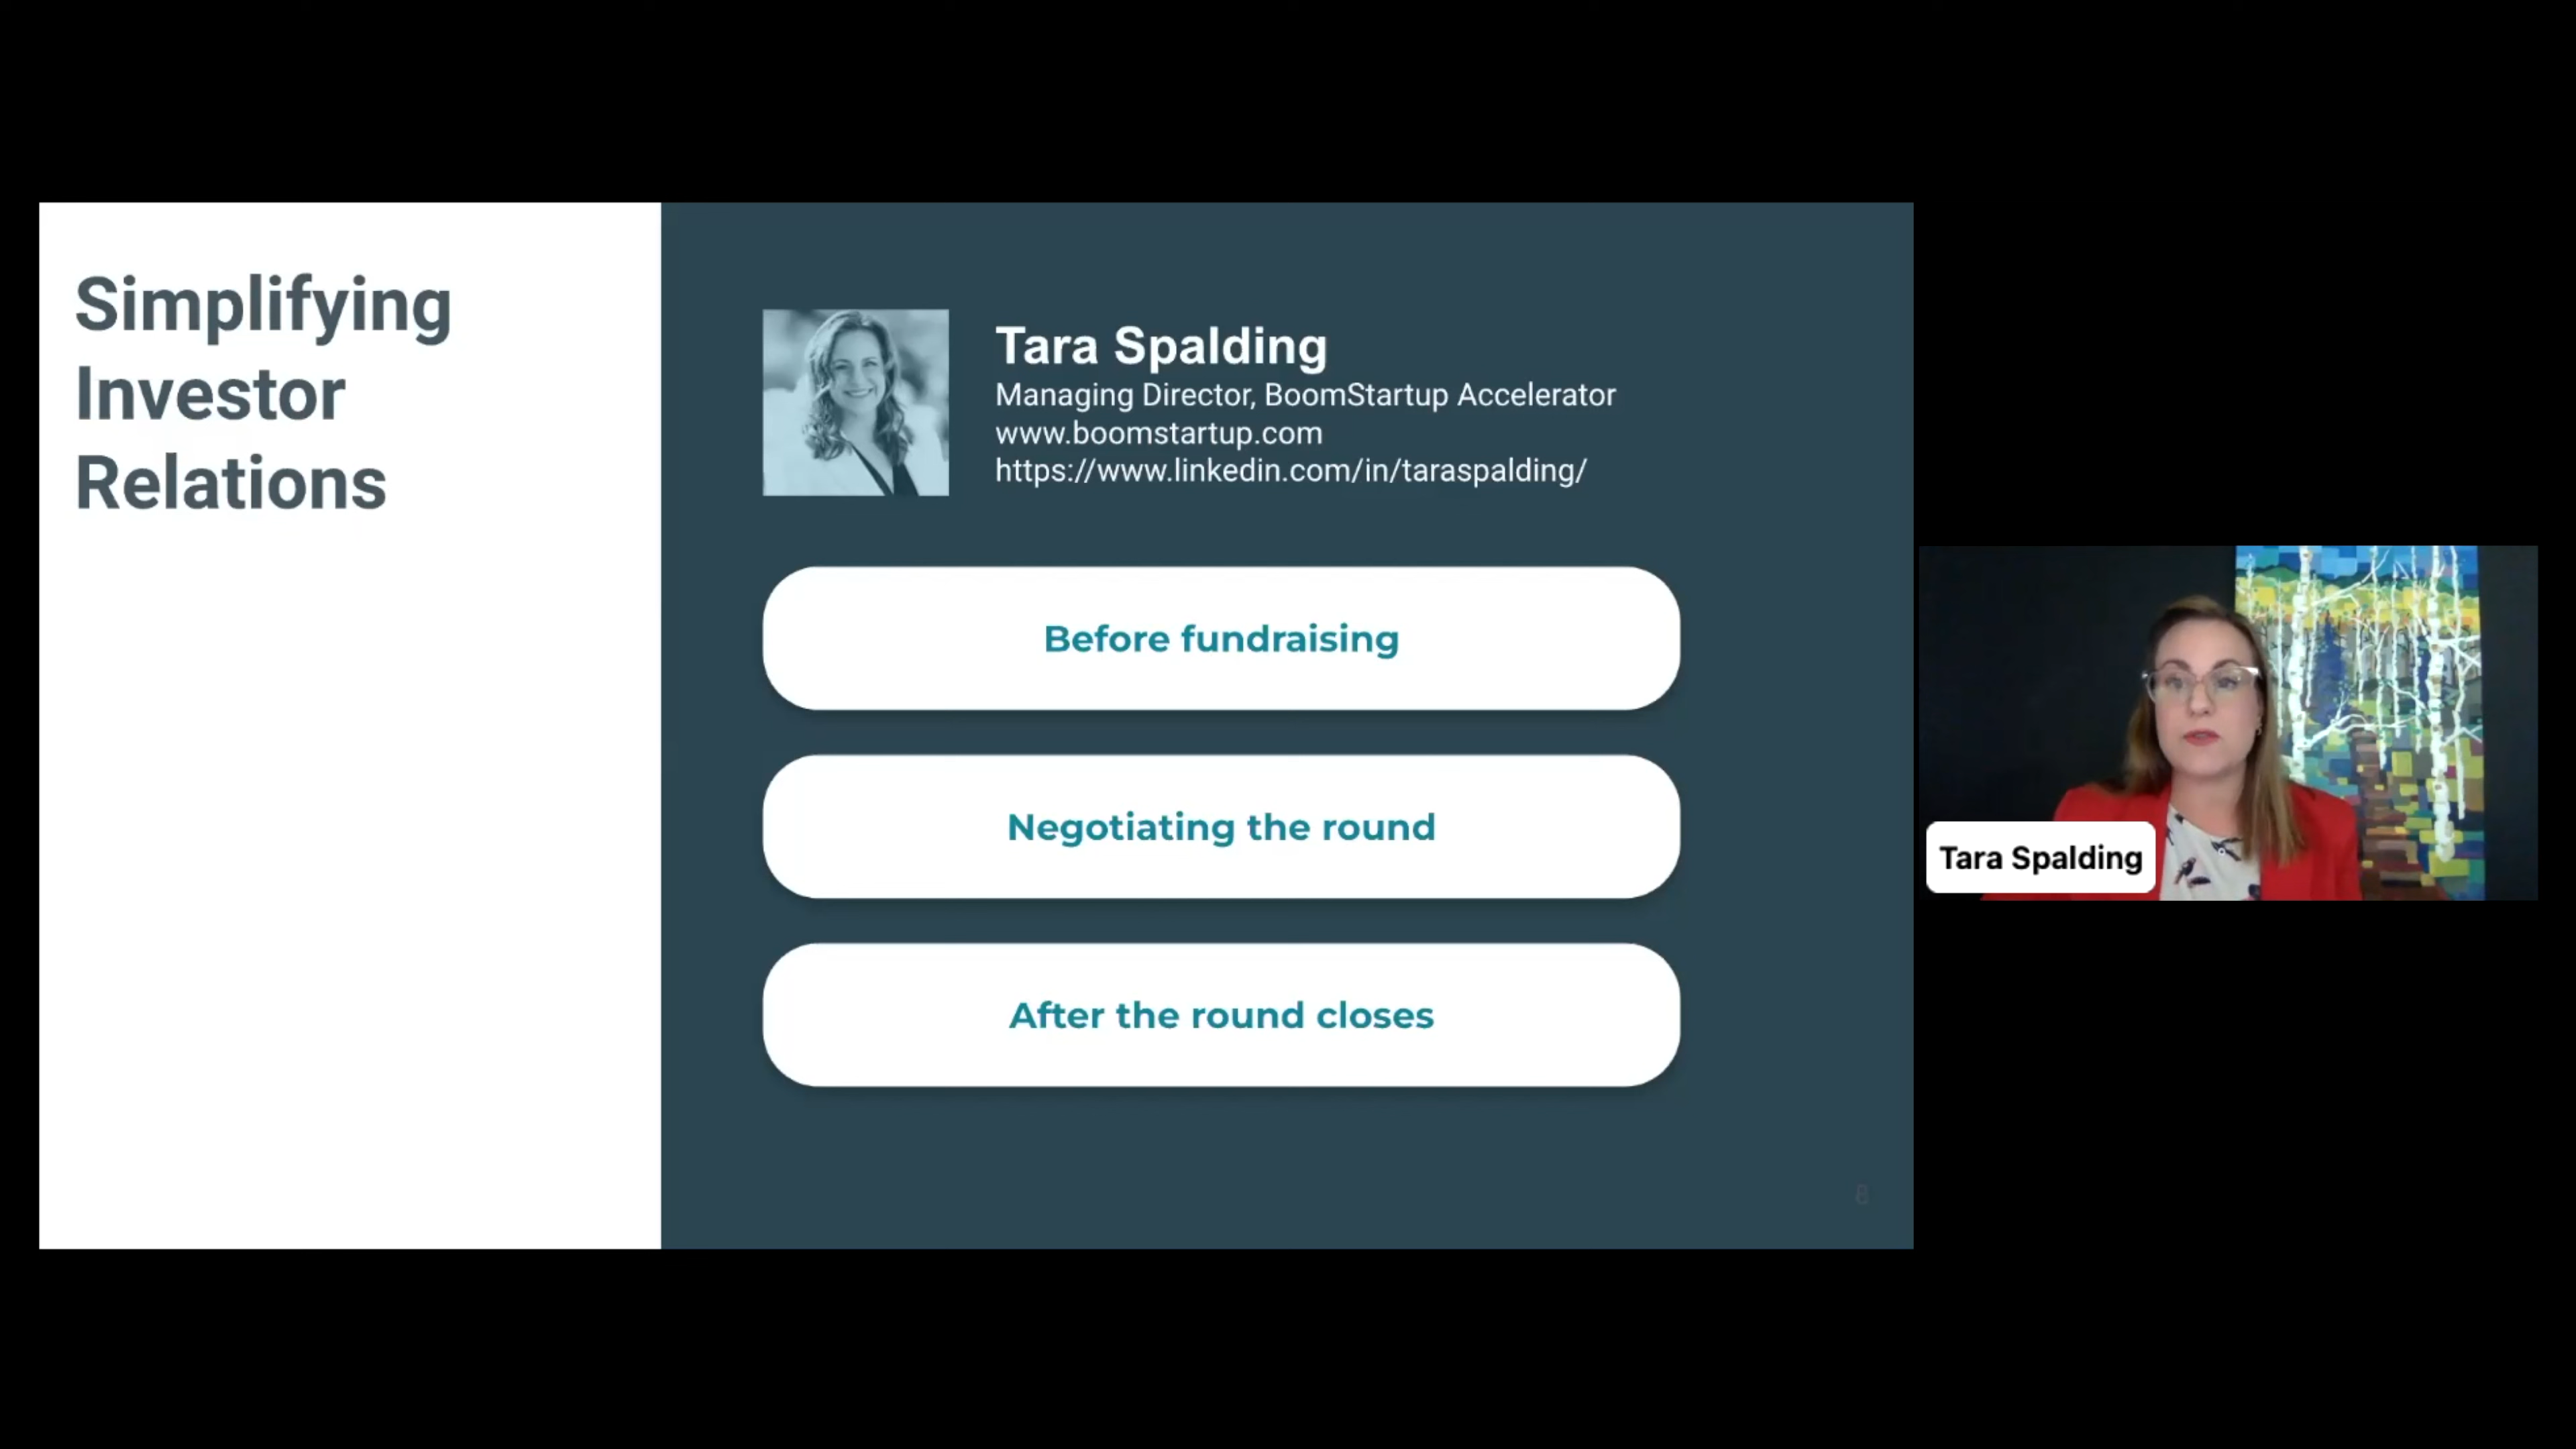 Simplifying
Investor
Relations
Tara Spalding
Managing Director, BoomStartup Accelerator
www.boomstartup.com
https://www.linkedin.com/in/taraspalding/
Before fundraising
Negotiating the round
After the round closes
8
Tara Spalding